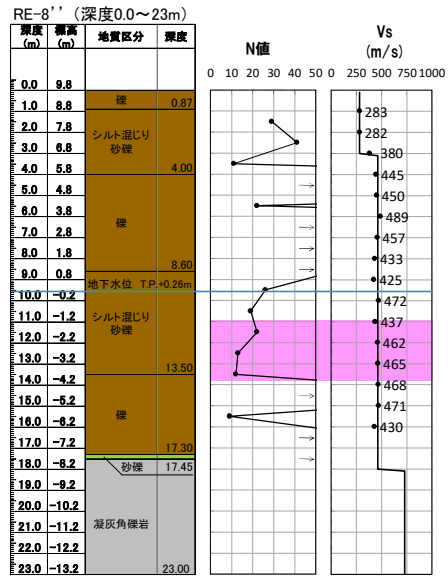 RE-8’’（深度0.0～23m）
深度 標高 地質区分 深度 N値 Vs
(m) (m) (m) (m/s)
0 10 20 30 40 50 0 250 500 750 1000
0.0 9.8
礫 0.87
1.0 8.8 283
2.0 7.8 282
シルト混じり
砂礫
3.0 6.8 380
4.0 5.8 4.00 445
5.0 4.8 450
6.0 3.8 489
礫
7.0 2.8 457
8.0 1.8 433
8.60
9.0 0.8 425
地下水位 T.P.+0.26m
10.0 -0.2 472
11.0 -1.2 437
シルト混じり
砂礫
12.0 -2.2 462
13.0 -3.2 465
13.50
14.0 -4.2 468
15.0 -5.2 471
礫
16.0 -6.2 430
17.0 -7.2 17.30
18.0 -8.2 砂礫 17.45
19.0 -9.2
20.0 -10.2
21.0 -11.2 凝灰角礫岩
22.0 -12.2
23.0 -13.2 23.00